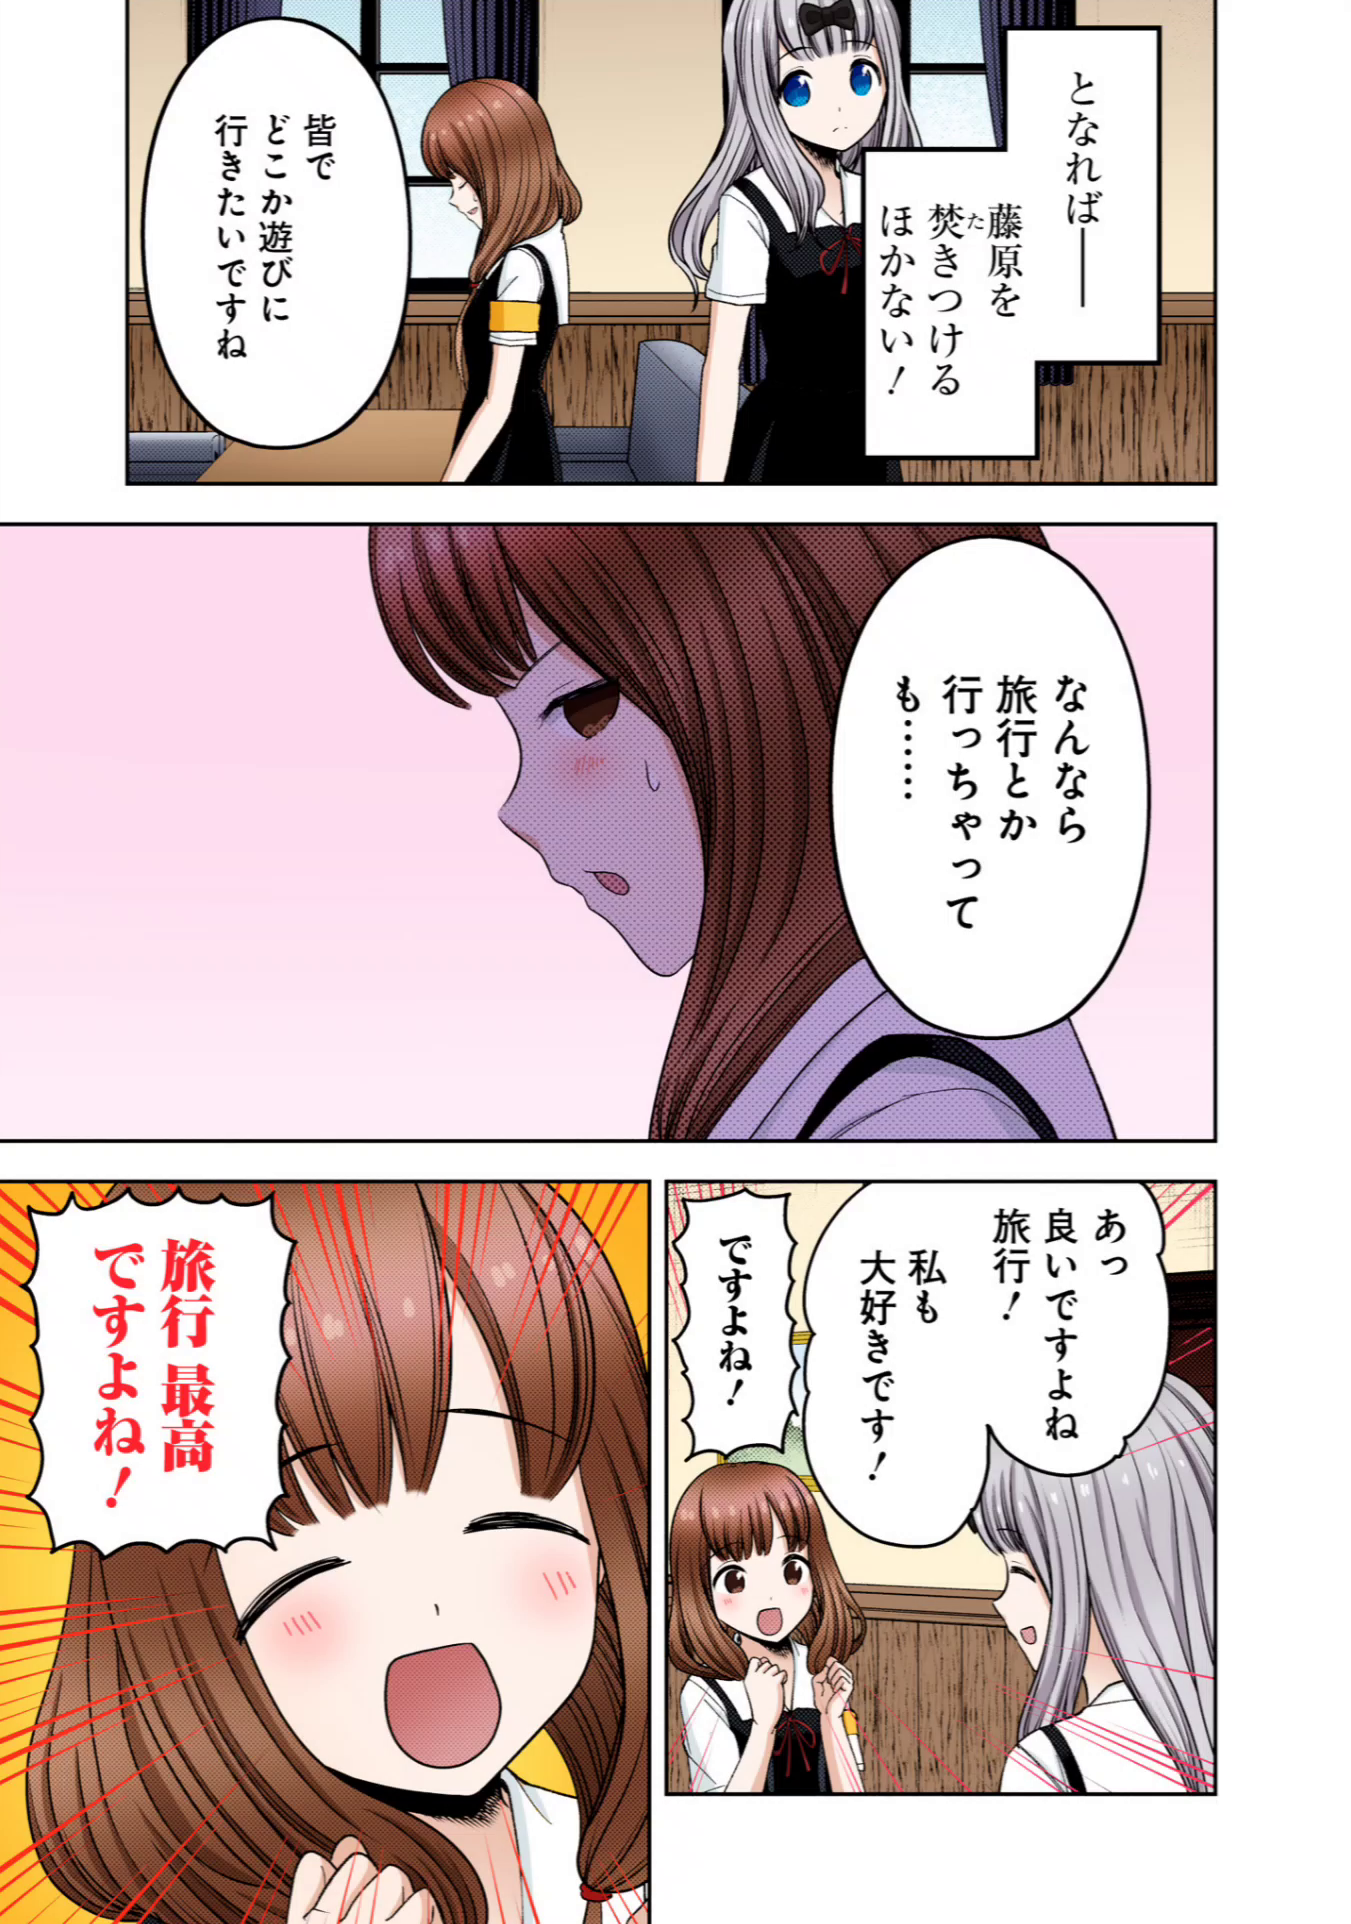 となれば――
藤原を
焚きつける
た
ほかない！
皆で
どこか遊びに
行きたいですね
なんなら
旅行とか
行っちゃって
も……
あっ
良いですよね
旅行！
私も
大好きです！
ですよね！
旅行 最高
ですよね！